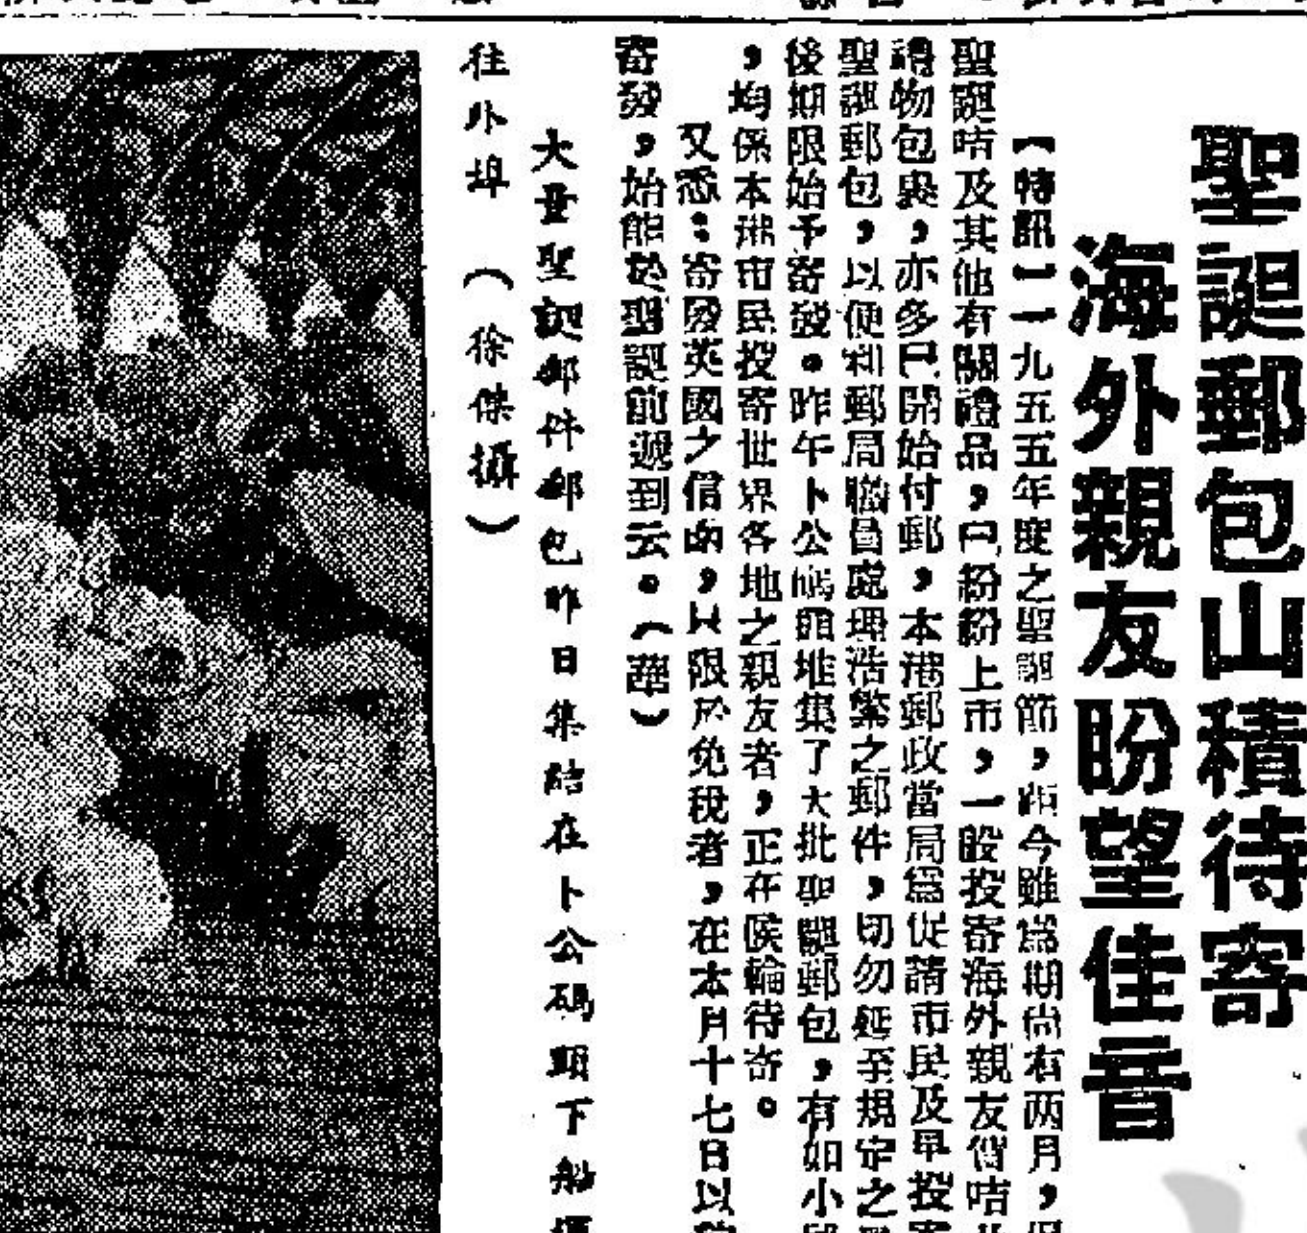 聖誕郵包山積待寄
海外親友盼望佳音
【特訊】一九五五年度之聖誕節，距今雖為期尚有两月，
聖誕咭及其他有關禮品，已紛紛上市，一般投寄海外親友賀咭
禮物包裹，亦多已開始付郵，本港郵政當局為促請市民及早投寄
聖誕郵包，以便利郵局職員處理浩繁之郵件，切勿延至規定之
後期限始予寄發。昨午卜公碼頭堆集了大批聖誕郵包，有如小
，均係本港市民投寄世界各地之親友者，正在候輪待寄。
又悉：寄發英國之信函，只限於免稅者，在本月十七日以前
寄發，始能於聖誕前遞到云。（華）
大量聖誕郵件郵包昨日集結在卜公碼頭下船
往外埠　（徐傑攝）